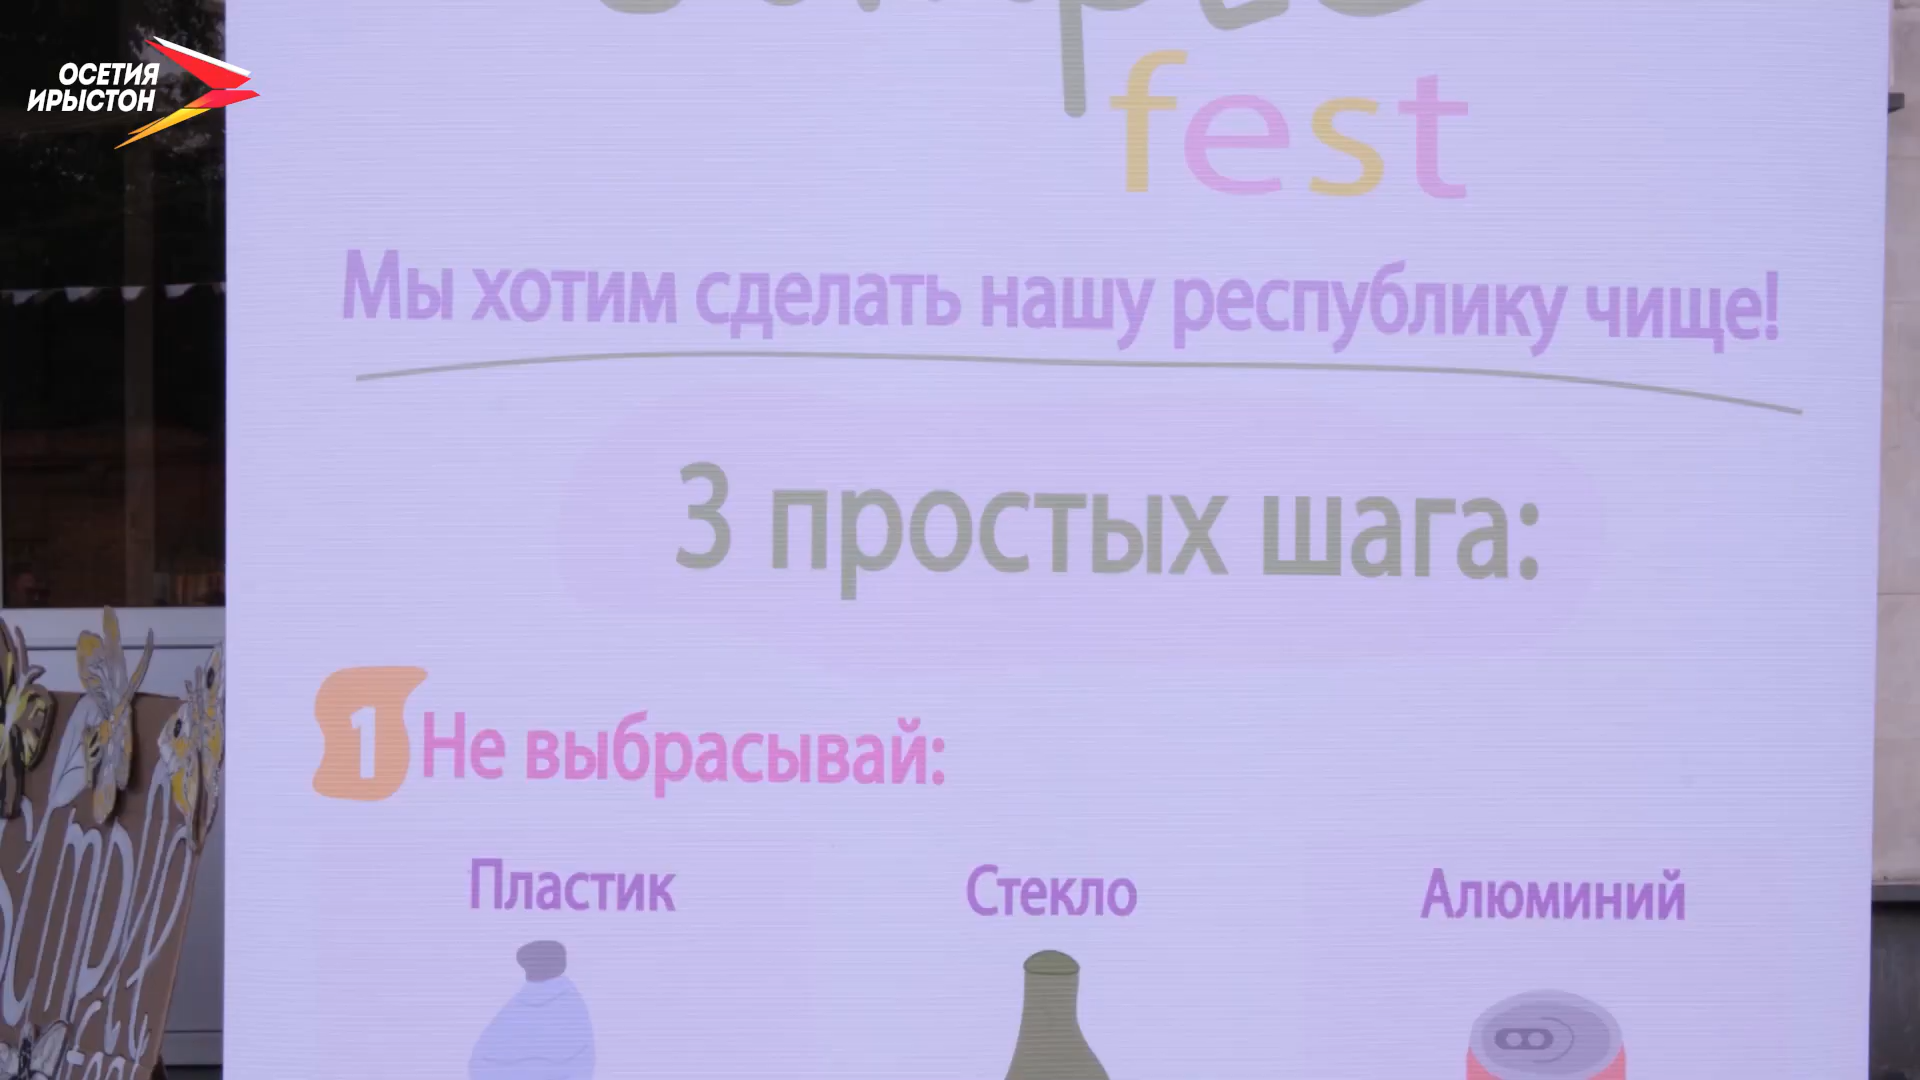 ОСЕТИЯ
ИРЫСТОН
fest
Мы хотим сделать нашу республику чище!
3 простых шага:
1 Не выбрасывай:
Пластик
Стекло
Алюминий